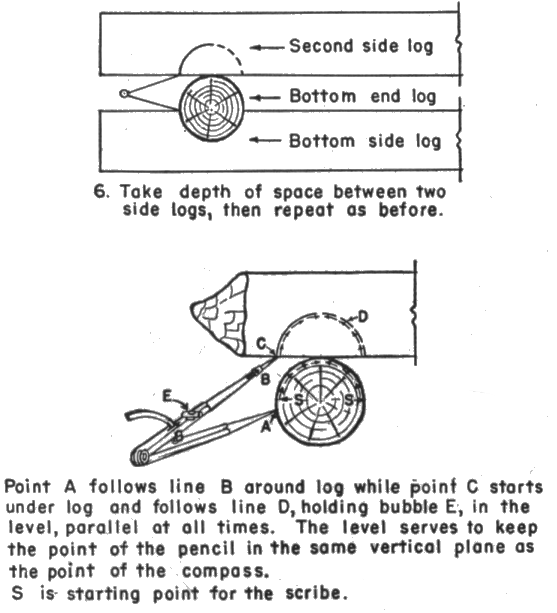 Second side log
Bottom end log
Bottom side log
6. Take depth of space between two
side logs, then repeat as before.
D
C
B
E
S S
A
B
Point A follows line B around log while point C starts
under log and follows line D, holding bubble E, in the
level, parallel at all times. The level serves to keep
the point of the pencil in the same vertical plane as
the point of the compass.
S is starting point for the scribe.